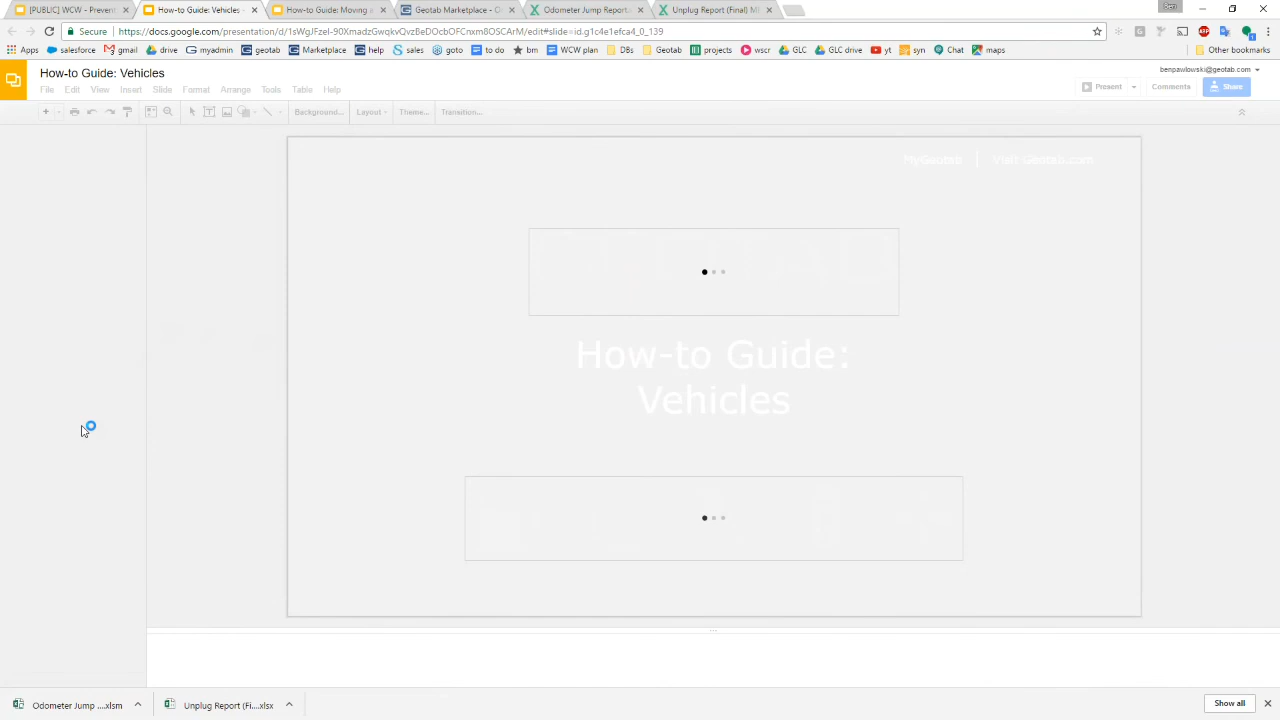 [PUBLIC] WCW - Prevent
How-to Guide: Vehicles -
How-to Guide: Moving a
Geotab Marketplace - O
Odometer Jump Report.
Unplug Report (Final) M
Ben
Secure
https://docs.google.com/presentation/d/1sWgJFzeI-90XmadzGwqkvQvzBeDOcbOFCnxm8OSCArM/edit#slide=id.g1c4e1efca4_0_139
Apps salesforce gmail drive myadmin geotab Marketplace help sales goto to do bm WCW plan DBs Geotab projects wscr GLC GLC drive yt syn Chat maps Other bookmarks
How-to Guide: Vehicles
benpawlowski@geotab.com
File Edit View Insert Slide Format Arrange Tools Table Help
Present Comments Share
Background... Layout Theme... Transition...
MyGeotab | Visit Geotab.com
How-to Guide:
Vehicles
Odometer Jump ....xlsm
Unplug Report (Fi....xlsx
Show all